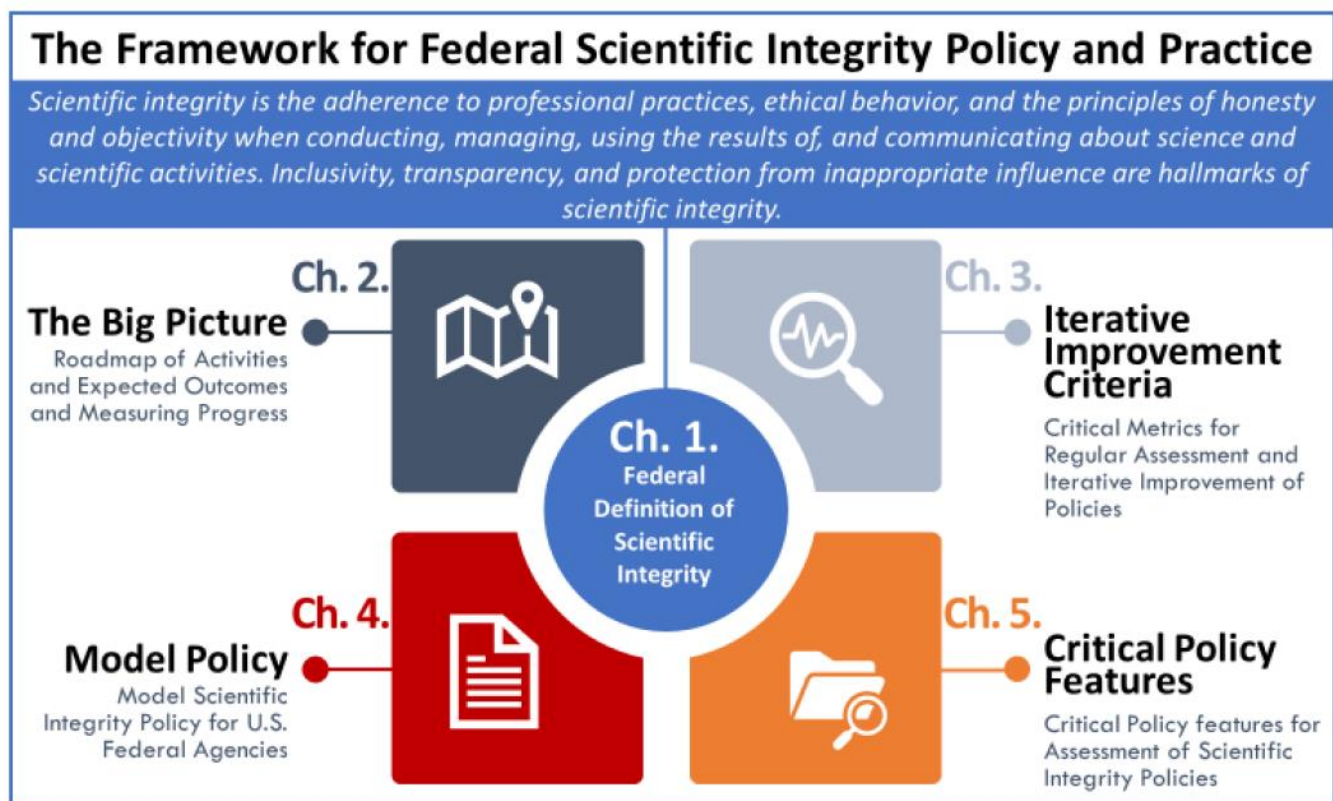 The Framework for Federal Scientific Integrity Policy and Practice
Scientific integrity is the adherence to professional practices, ethical behavior, and the principles of honesty
and objectivity when conducting, managing, using the results of, and communicating about science and
scientific activities. Inclusivity, transparency, and protection from inappropriate influence are hallmarks of
scientific integrity.
Ch. 1.
Federal
Definition of
Scientific
Integrity
Ch. 2.
The Big Picture
Roadmap of Activities
and Expected Outcomes
and Measuring Progress
Ch. 3.
Iterative
Improvement
Criteria
Critical Metrics for
Regular Assessment and
Iterative Improvement of
Policies
Ch. 4.
Model Policy
Model Scientific
Integrity Policy for U.S.
Federal Agencies
Ch. 5.
Critical Policy
Features
Critical Policy features for
Assessment of Scientific
Integrity Policies